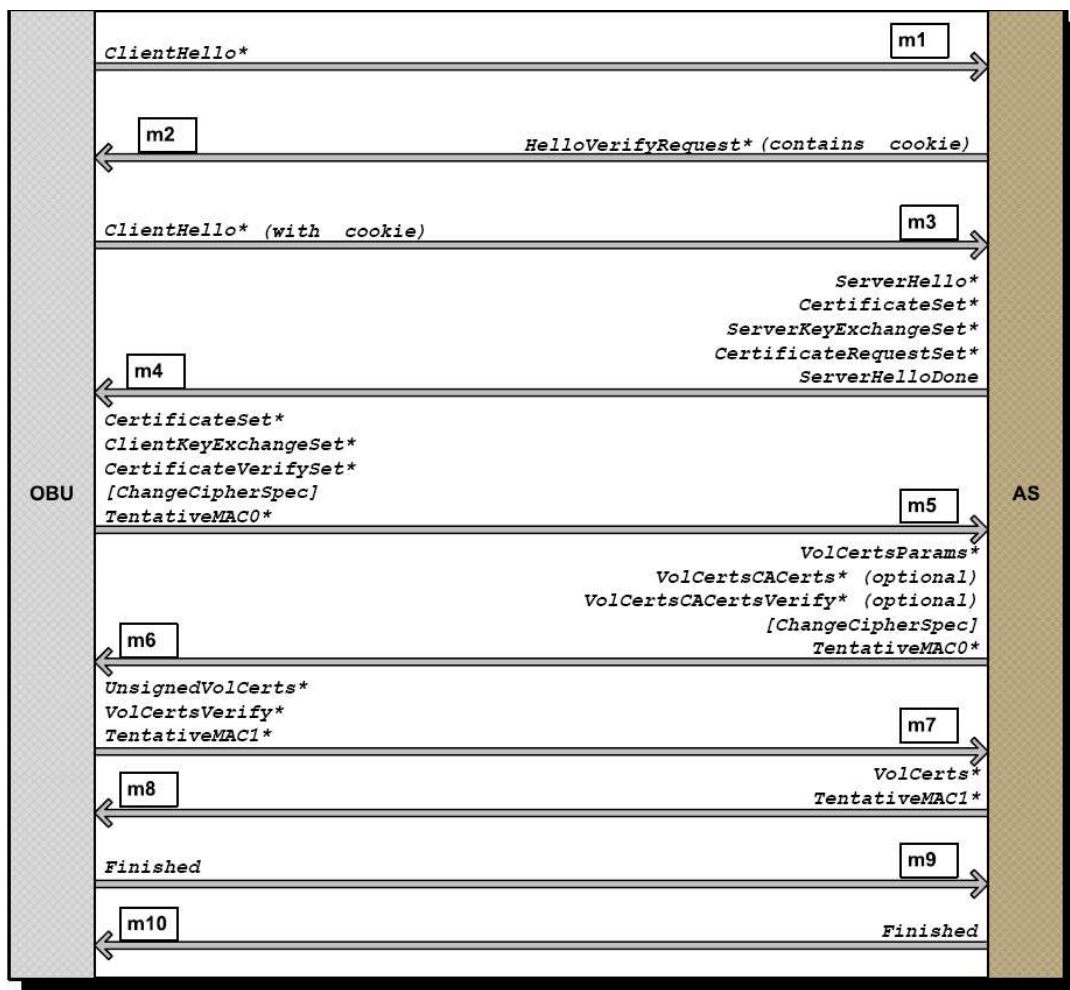 ClientHello*
m1
m2
HelloVerifyRequest* (contains cookie)
ClientHello* (with cookie)
m3
ServerHello*
CertificateSet*
ServerKeyExchangeSet*
CertificateRequestSet*
ServerHelloDone
m4
CertificateSet*
ClientKeyExchangeSet*
CertificateVerifySet*
[ChangeCipherSpec]
TentativeMAC0*
OBU
AS
m5
VolCertsParams*
VolCertsCACerts* (optional)
VolCertsCACertsVerify* (optional)
[ChangeCipherSpec]
TentativeMAC0*
m6
UnsignedVolCerts*
VolCertsVerify*
TentativeMAC1*
m7
VolCerts*
TentativeMAC1*
m8
Finished
m9
m10
Finished